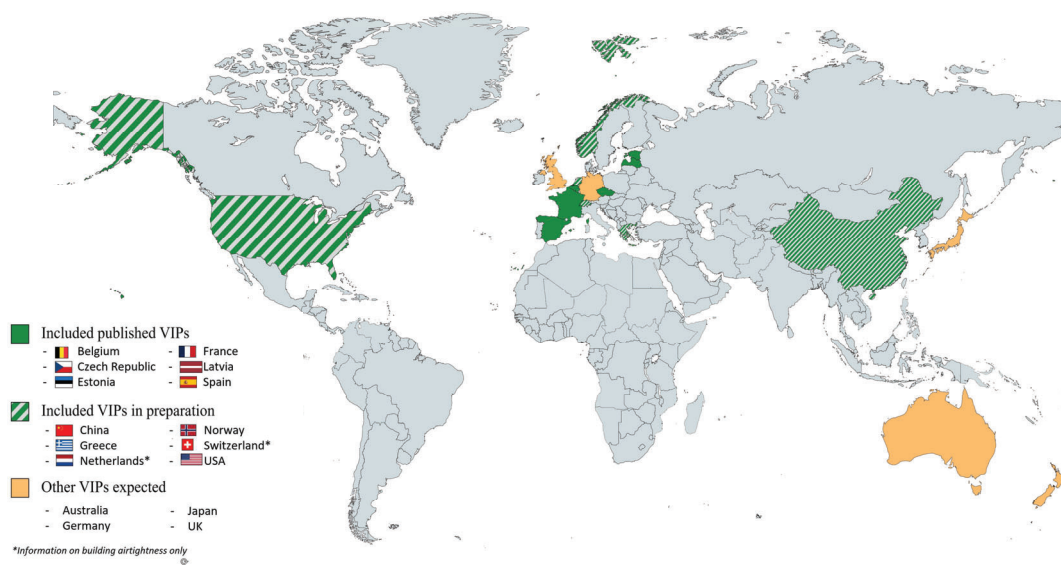 Included published VIPs
- Belgium - France
- Czech Republic - Latvia
- Estonia - Spain
Included VIPs in preparation
- China - Norway
- Greece - Switzerland*
- Netherlands* - USA
Other VIPs expected
- Australia - Japan
- Germany - UK
*Information on building airtightness only